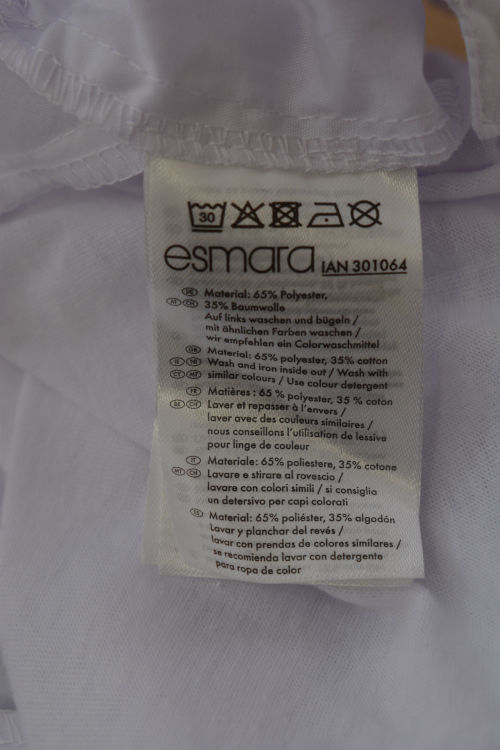 30
esmara IAN 301064
DE Material: 65% Polyester,
AT CH 35% Baumwolle
Auf links waschen und bügeln /
mit ähnlichen Farben waschen /
wir empfehlen ein Colorwaschmittel
GB Material: 65% polyester, 35% cotton
IE NI Wash and iron inside out / Wash with
CY MT similar colours / Use colour detergent
FR Matières : 65 % polyester, 35 % coton
BE CH Laver et repasser à l'envers /
laver avec des couleurs similaires /
nous conseillons l'utilisation de lessive
pour linge de couleur
IT Materiale: 65% poliestere, 35% cotone
MT CH Lavare e stirare al rovescio /
lavare con colori simili / si consiglia
un detersivo per capi colorati
ES Material: 65% poliéster, 35% algodón
Lavar y planchar del revés /
lavar con prendas de colores similares /
se recomienda lavar con detergente
para ropa de color